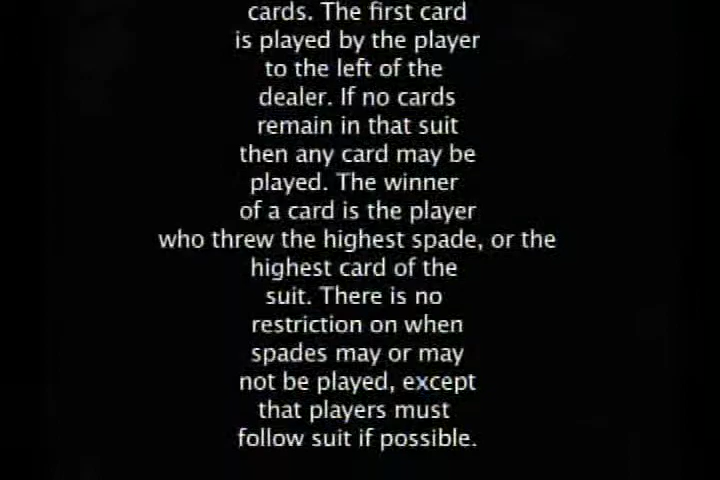 cards. The first card
is played by the player
to the left of the
dealer. If no cards
remain in that suit
then any card may be
played. The winner
of a card is the player
who threw the highest spade, or the
highest card of the
suit. There is no
restriction on when
spades may or may
not be played, except
that players must
follow suit if possible.